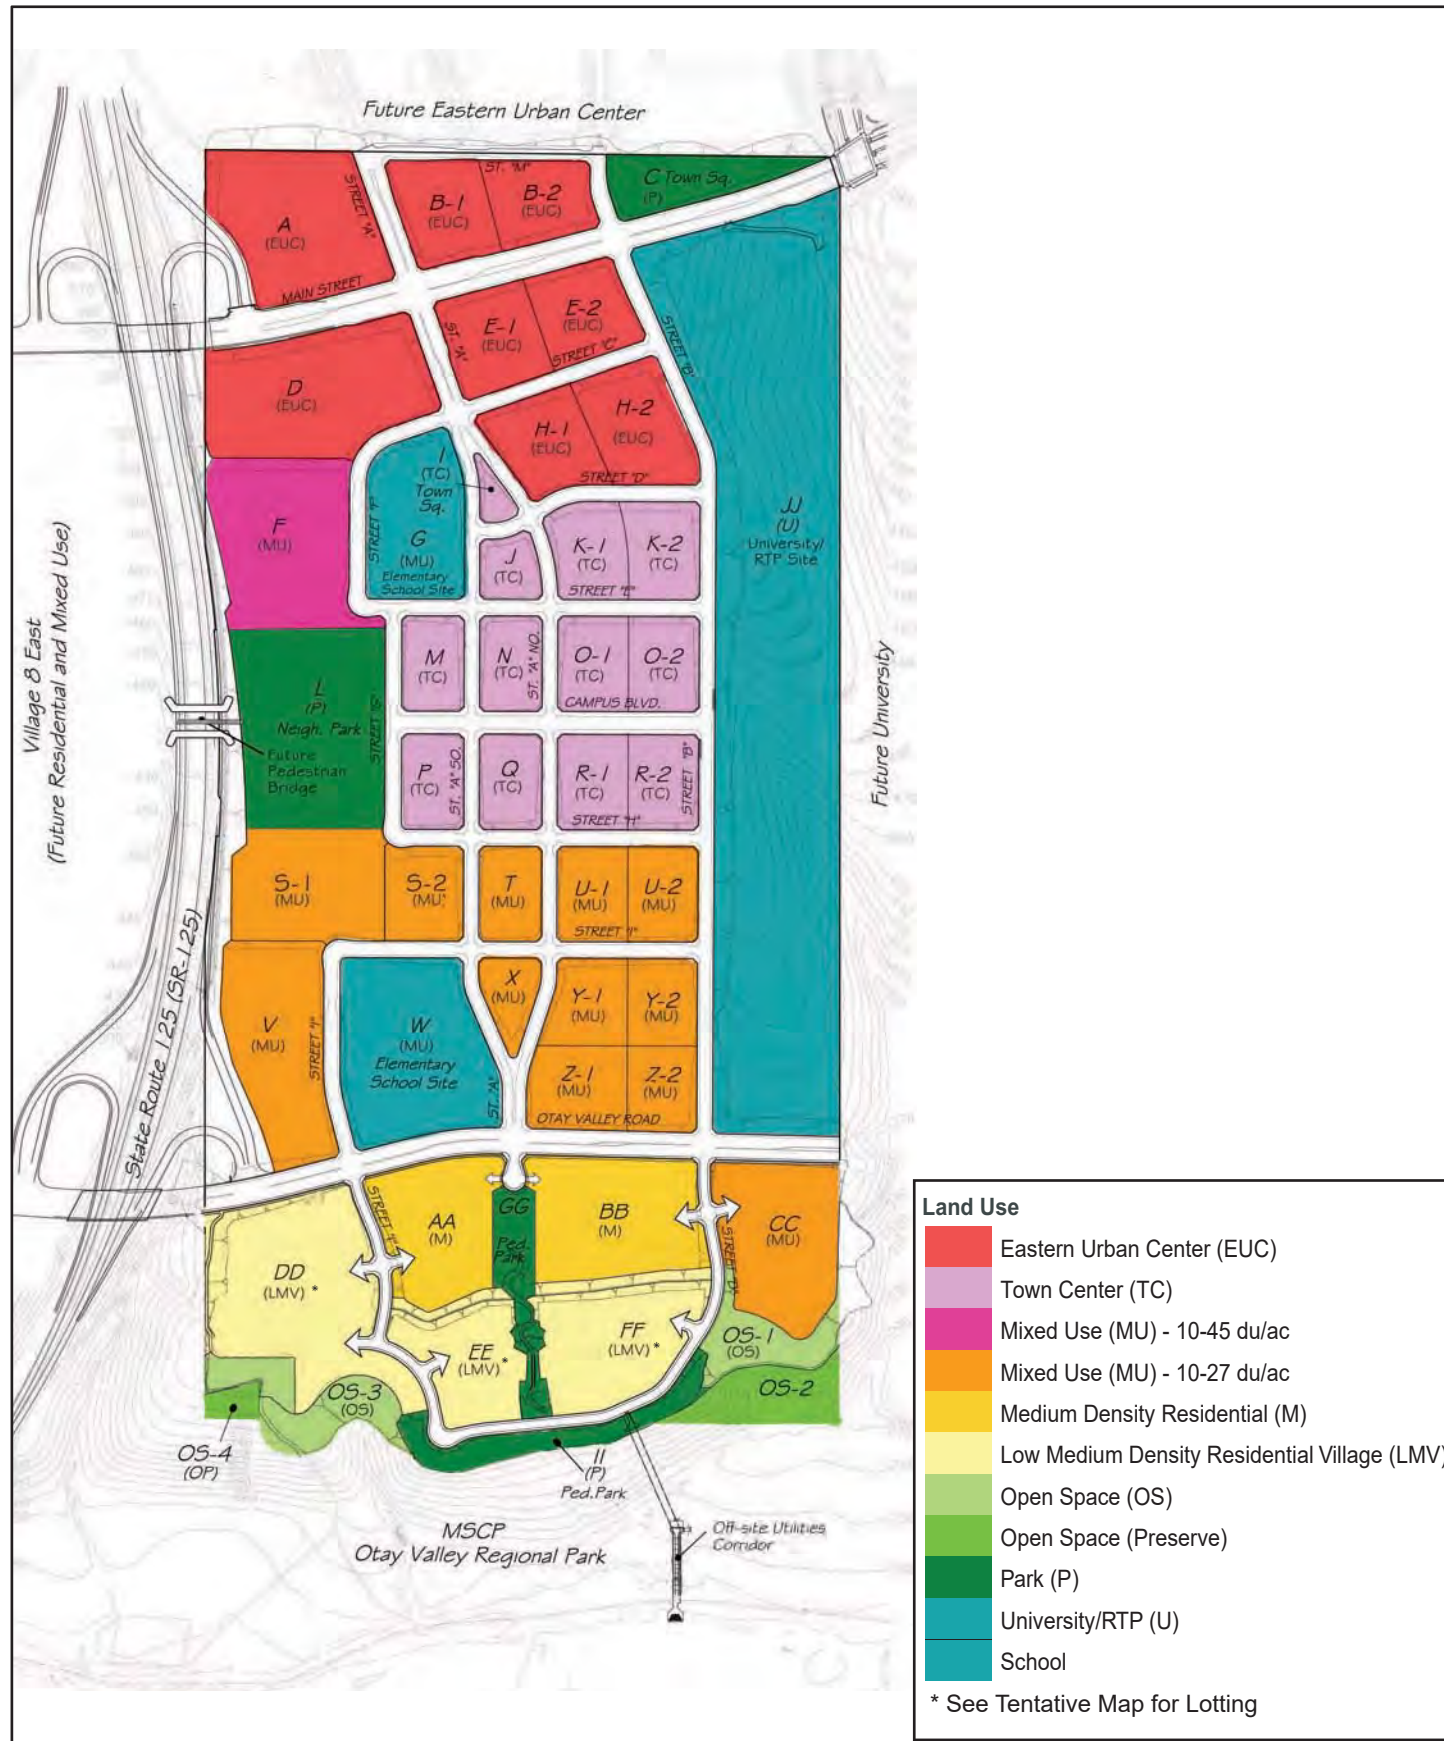 Future Eastern Urban Center
A
(EUC)
STREET "A"
MAIN STREET
B-1
(EUC)
ST. "M"
B-2
(EUC)
C Town Sq.
(P)
D
(EUC)
ST. "A"
E-1
(EUC)
E-2
(EUC)
STREET "C"
STREET "B"
H-1
(EUC)
H-2
(EUC)
STREET "D"
F
(MU)
STREET "F"
I
(TC)
Town
Sq.
G
(MU)
Elementary
School Site
J
(TC)
K-1
(TC)
K-2
(TC)
STREET "E"
JJ
(U)
University/
RTP Site
Village 8 East
(Future Residential and Mixed Use)
Future University
L
(P)
Neigh. Park
STREET "G"
Future
Pedestrian
Bridge
M
(TC)
N
(TC)
ST. "A" NO.
O-1
(TC)
O-2
(TC)
CAMPUS BLVD.
P
(TC)
ST. "A" SO.
Q
(TC)
R-1
(TC)
R-2
(TC)
STREET "B"
STREET "H"
S-1
(MU)
S-2
(MU)
T
(MU)
U-1
(MU)
U-2
(MU)
STREET "I"
State Route 125 (SR-125)
V
(MU)
W
(MU)
Elementary
School Site
ST. "A"
X
(MU)
Y-1
(MU)
Y-2
(MU)
Z-1
(MU)
Z-2
(MU)
OTAY VALLEY ROAD
AA
(M)
GG
Ped.
Park
BB
(M)
CC
(MU)
DD
(LMV) *
EE
(LMV) *
FF
(LMV) *
OS-1
(OS)
OS-2
OS-3
(OS)
OS-4
(OP)
II
(P)
Ped.Park
MSCP
Otay Valley Regional Park
Off-site Utilities
Corridor
Land Use
Eastern Urban Center (EUC)
Town Center (TC)
Mixed Use (MU) - 10-45 du/ac
Mixed Use (MU) - 10-27 du/ac
Medium Density Residential (M)
Low Medium Density Residential Village (LMV)
Open Space (OS)
Open Space (Preserve)
Park (P)
University/RTP (U)
School
* See Tentative Map for Lotting